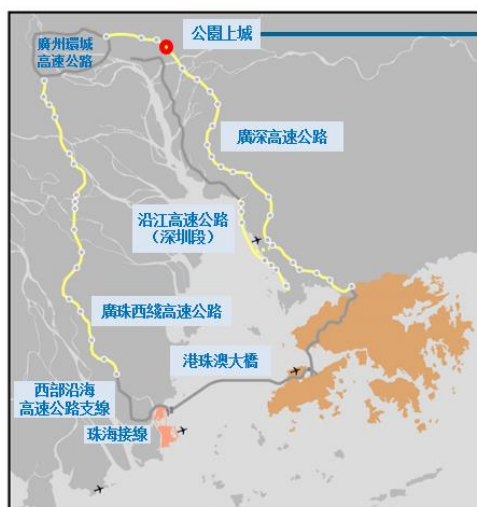 公園上城
廣州環城
高速公路
廣深高速公路
沿江高速公路
（深圳段）
廣珠西綫高速公路
港珠澳大橋
西部沿海
高速公路支線
珠海接線